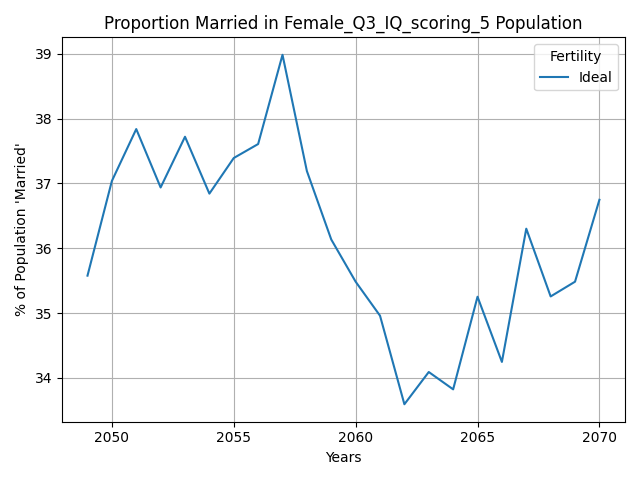 Proportion Married in Female_Q3_IQ_scoring_5 Population
Fertility
Ideal
% of Population 'Married'
39
38
37
36
35
34
2050
2055
2060
2065
2070
Years